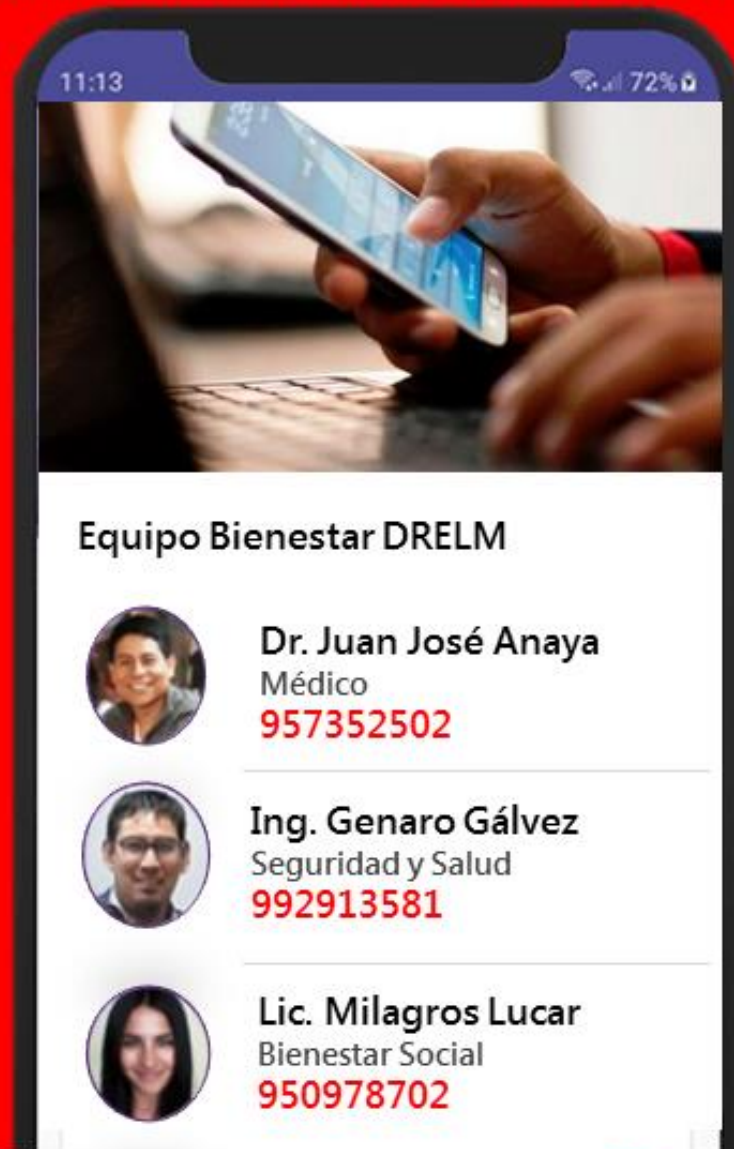 11:13
72%
Equipo Bienestar DRELM
Dr. Juan José Anaya
Médico
957352502
Ing. Genaro Gálvez
Seguridad y Salud
992913581
Lic. Milagros Lucar
Bienestar Social
950978702